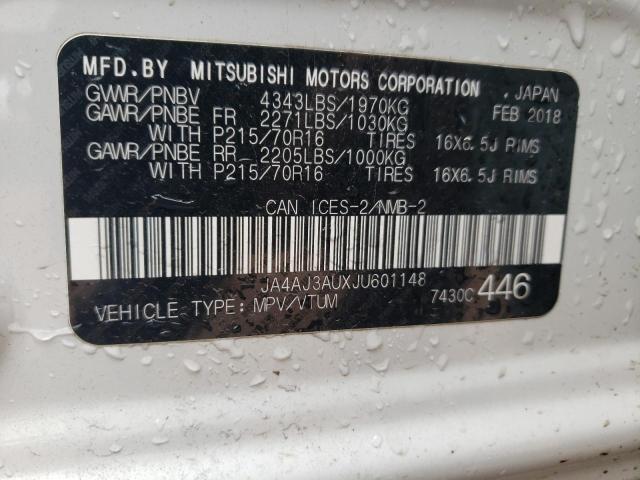 MFD.BY MITSUBISHI MOTORS CORPORATION . JAPAN
GVWR/PNBV 4343LBS/1970KG FEB 2018
GAWR/PNBE FR 2271LBS/1030KG
WITH P215/70R16 TIRES 16X6.5J RIMS
GAWR/PNBE RR 2205LBS/1000KG
WITH P215/70R16 TIRES 16X6.5J RIMS
CAN ICES-2/NMB-2
JA4AJ3AUXJU601148
VEHICLE TYPE: MPV/VTUM 7430C 446